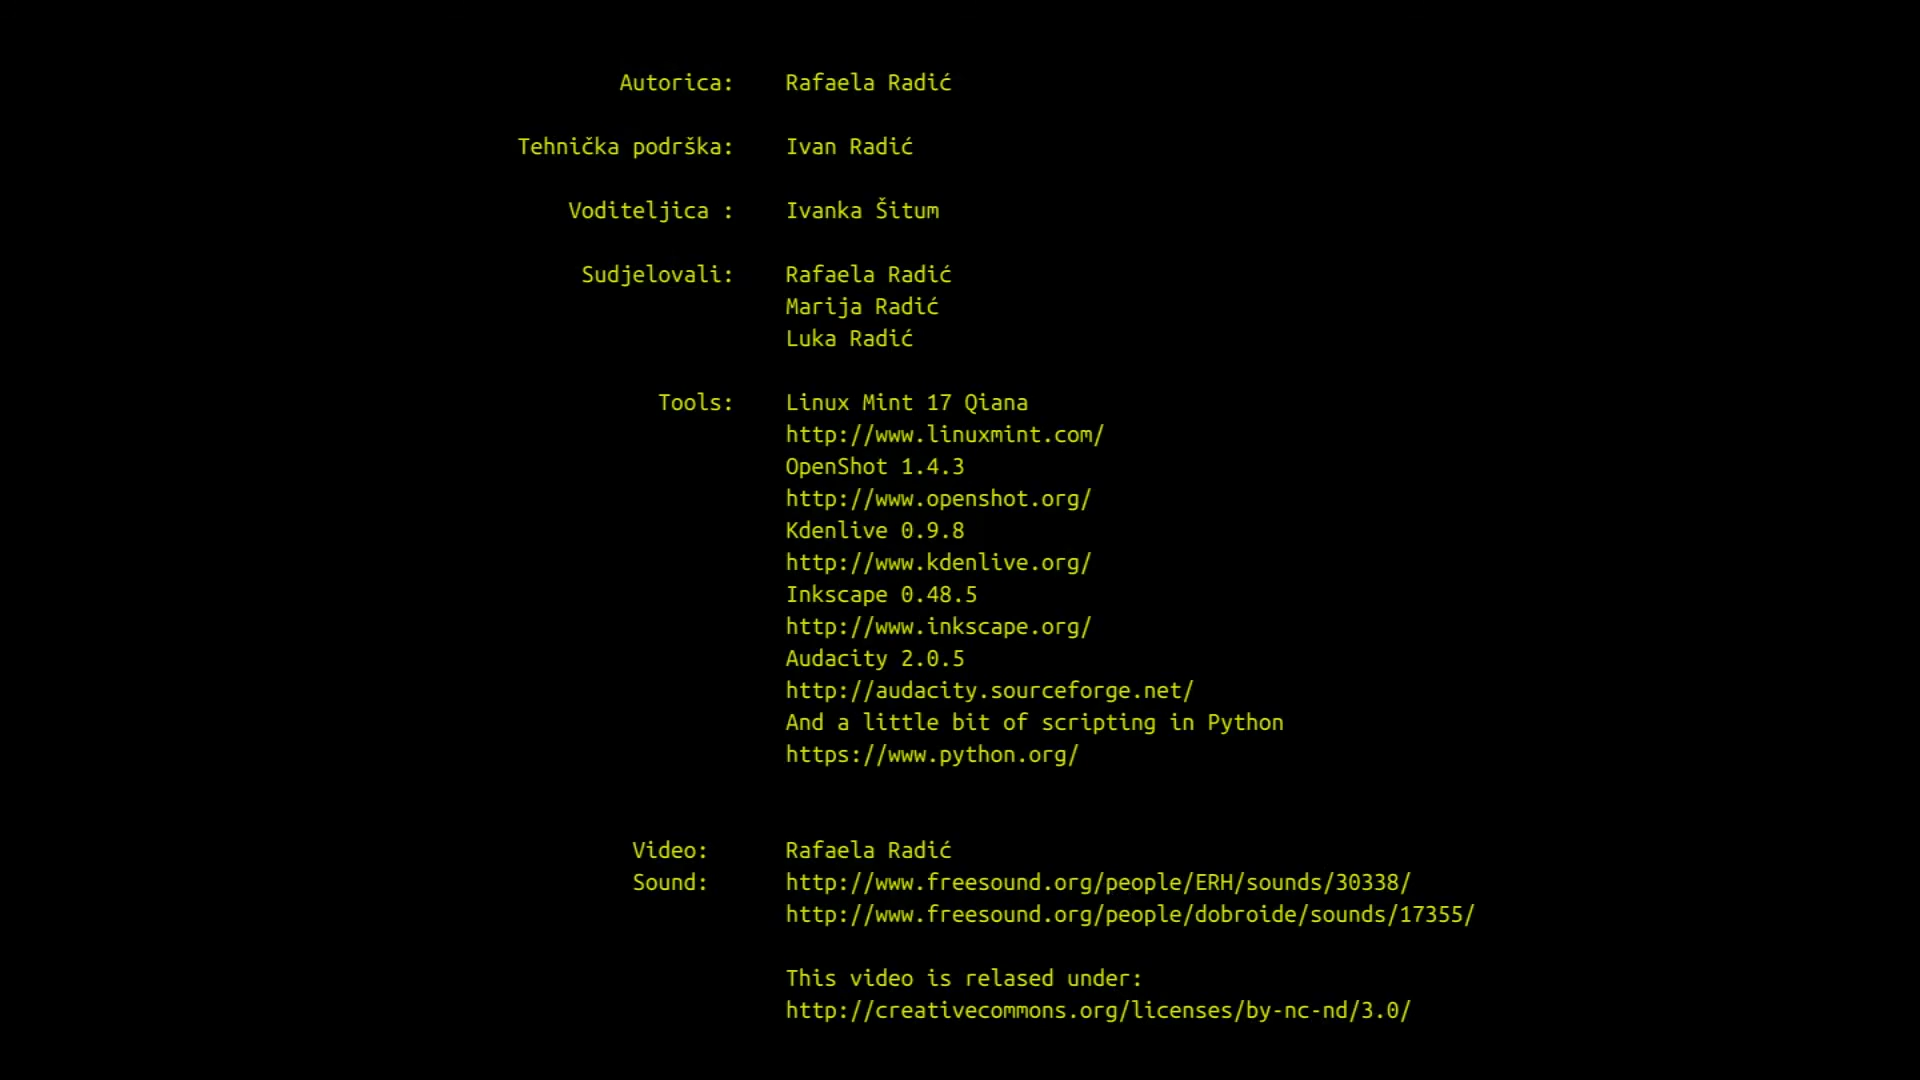 Autorica: Rafaela Radić
Tehnička podrška: Ivan Radić
Voditeljica : Ivanka Šitum
Sudjelovali: Rafaela Radić
Marija Radić
Luka Radić
Tools: Linux Mint 17 Qiana
http://www.linuxmint.com/
OpenShot 1.4.3
http://www.openshot.org/
Kdenlive 0.9.8
http://www.kdenlive.org/
Inkscape 0.48.5
http://www.inkscape.org/
Audacity 2.0.5
http://audacity.sourceforge.net/
And a little bit of scripting in Python
https://www.python.org/
Video: Rafaela Radić
Sound: http://www.freesound.org/people/ERH/sounds/30338/
http://www.freesound.org/people/dobroide/sounds/17355/
This video is relased under:
http://creativecommons.org/licenses/by-nc-nd/3.0/